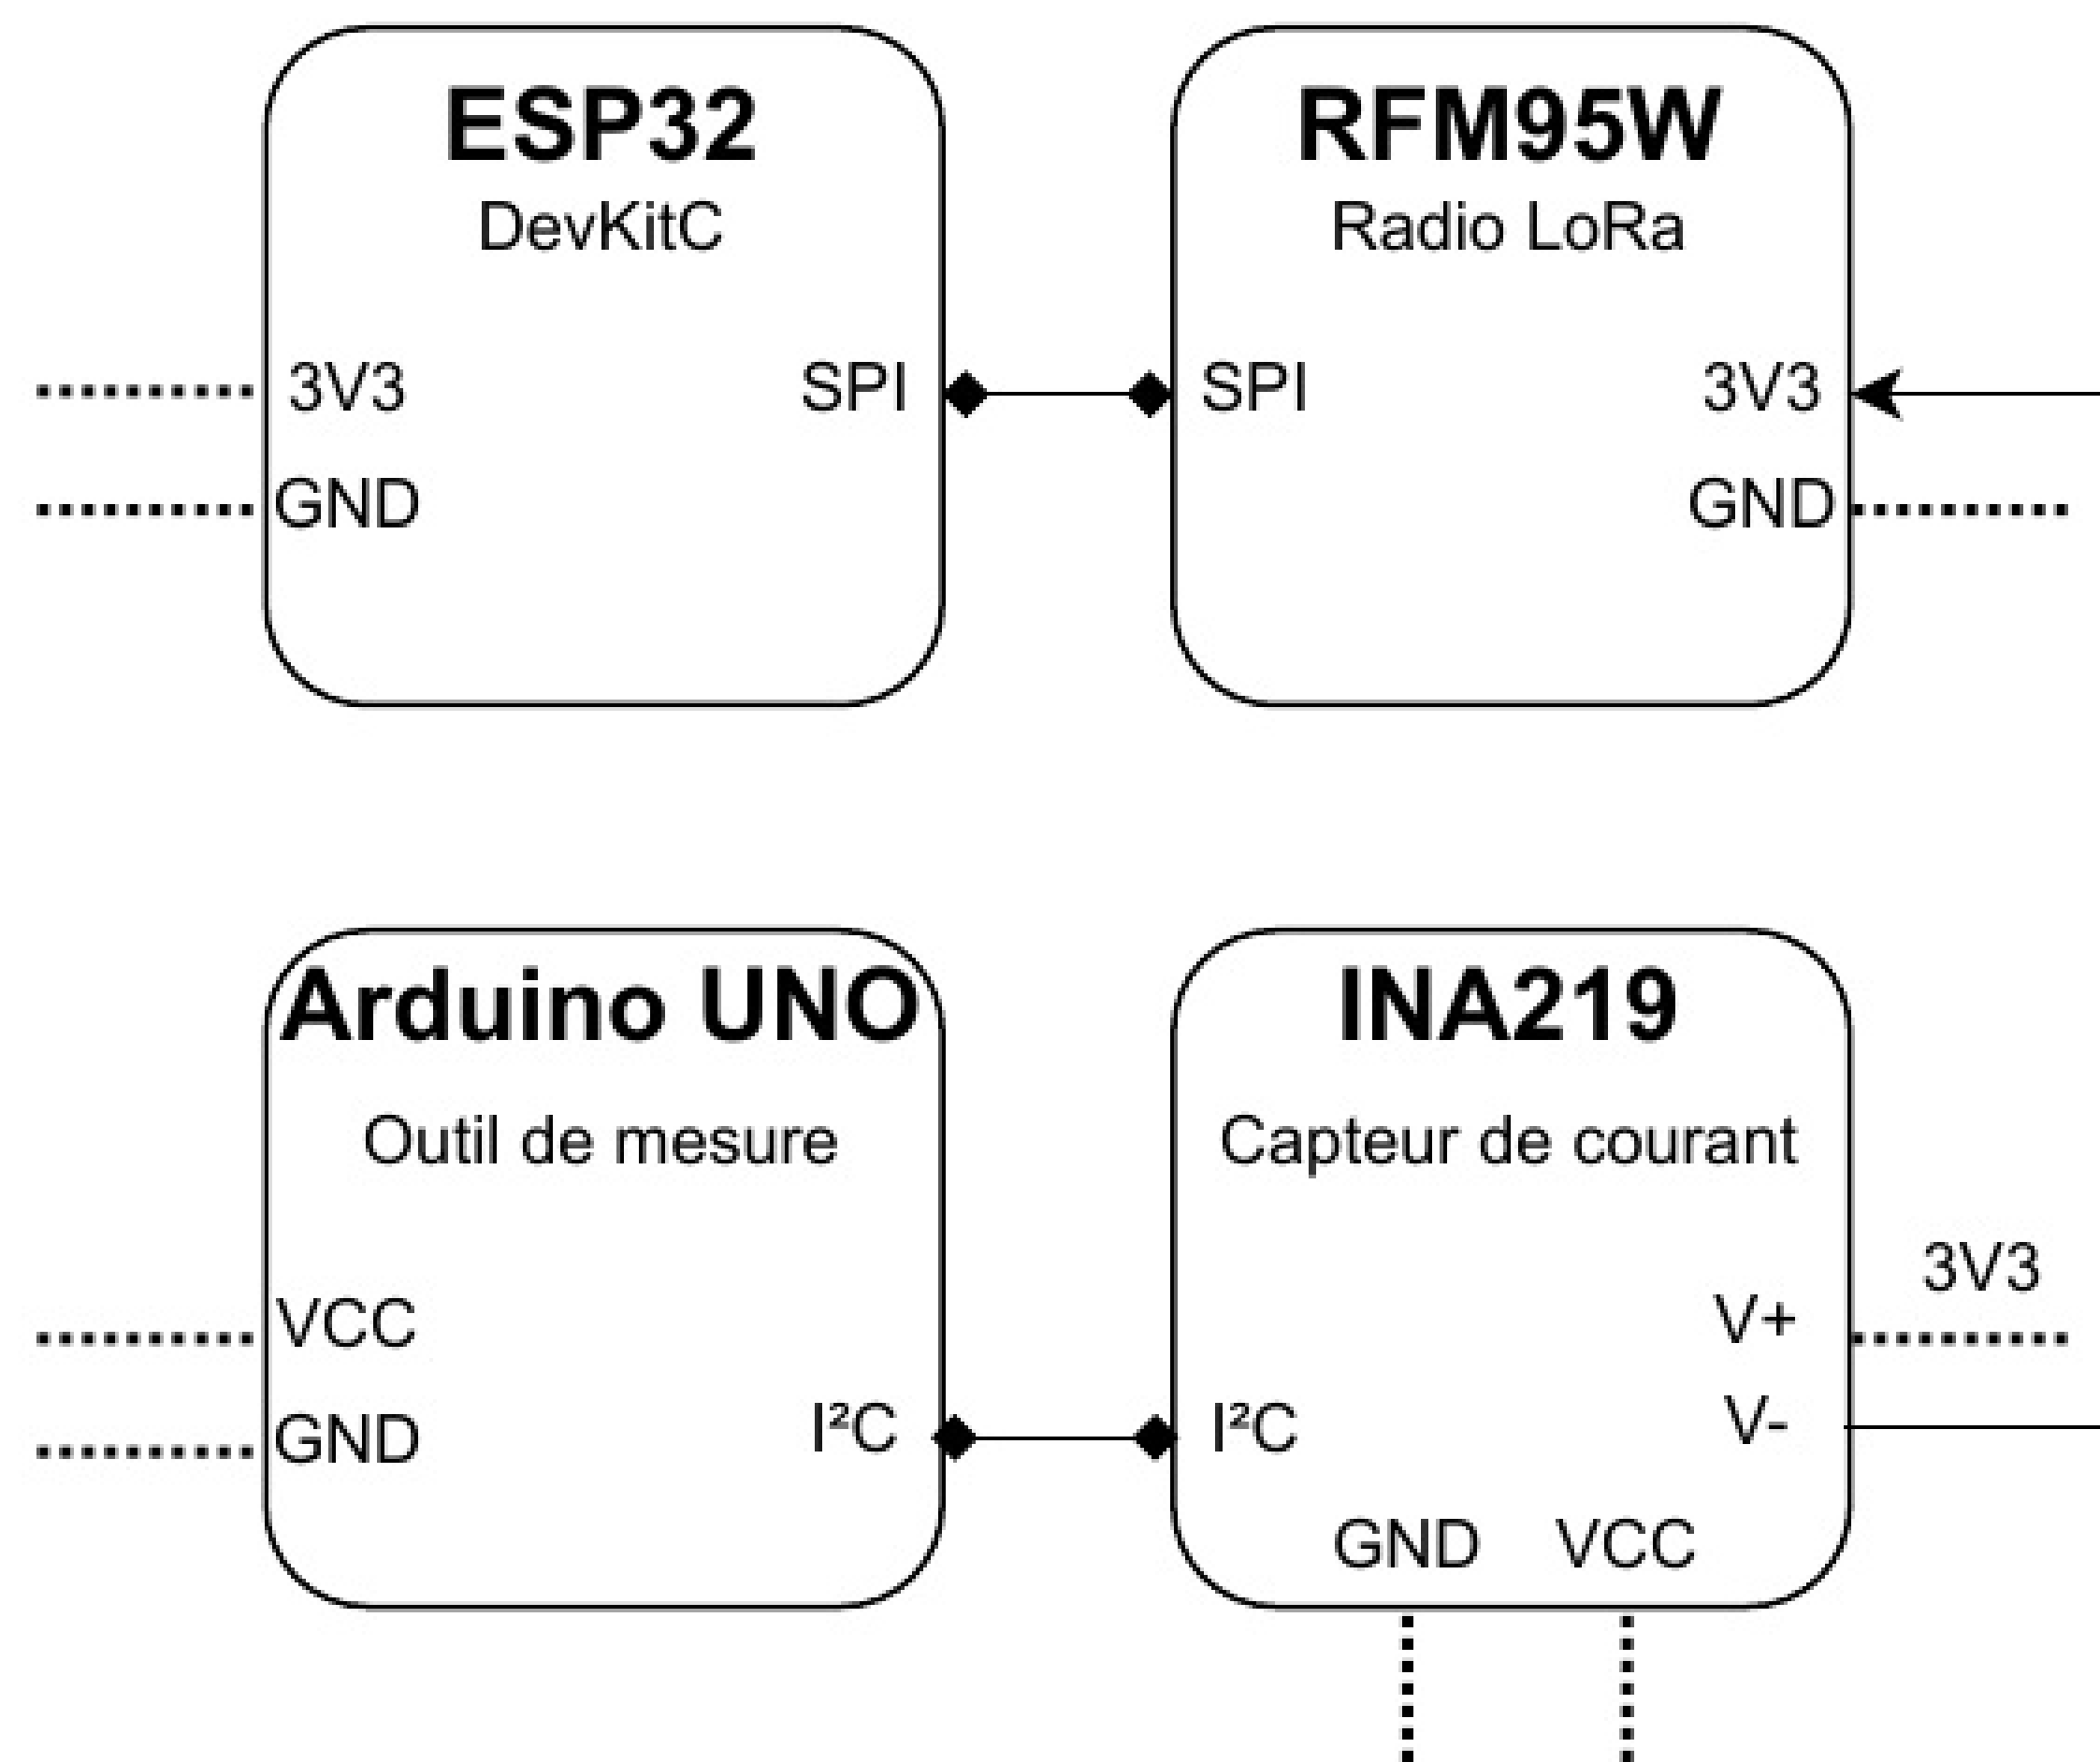 ESP32
DevKitC
3V3
SPI
GND
RFM95W
Radio LoRa
SPI
3V3
GND
Arduino UNO
Outil de mesure
VCC
GND
I²C
INA219
Capteur de courant
3V3
V+
V-
I²C
GND VCC